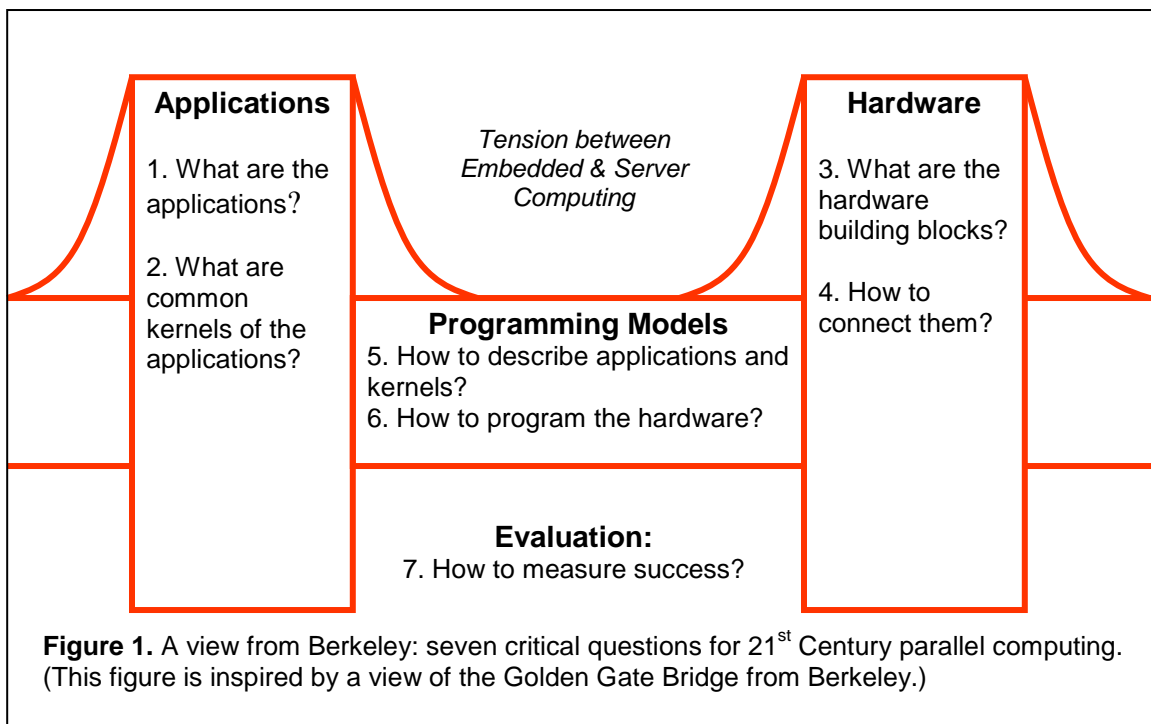 Applications
1. What are the
applications?
2. What are
common
kernels of the
applications?
Tension between
Embedded & Server
Computing
Hardware
3. What are the
hardware
building blocks?
4. How to
connect them?
Programming Models
5. How to describe applications and
kernels?
6. How to program the hardware?
Evaluation:
7. How to measure success?
Figure 1. A view from Berkeley: seven critical questions for 21st Century parallel computing.
(This figure is inspired by a view of the Golden Gate Bridge from Berkeley.)